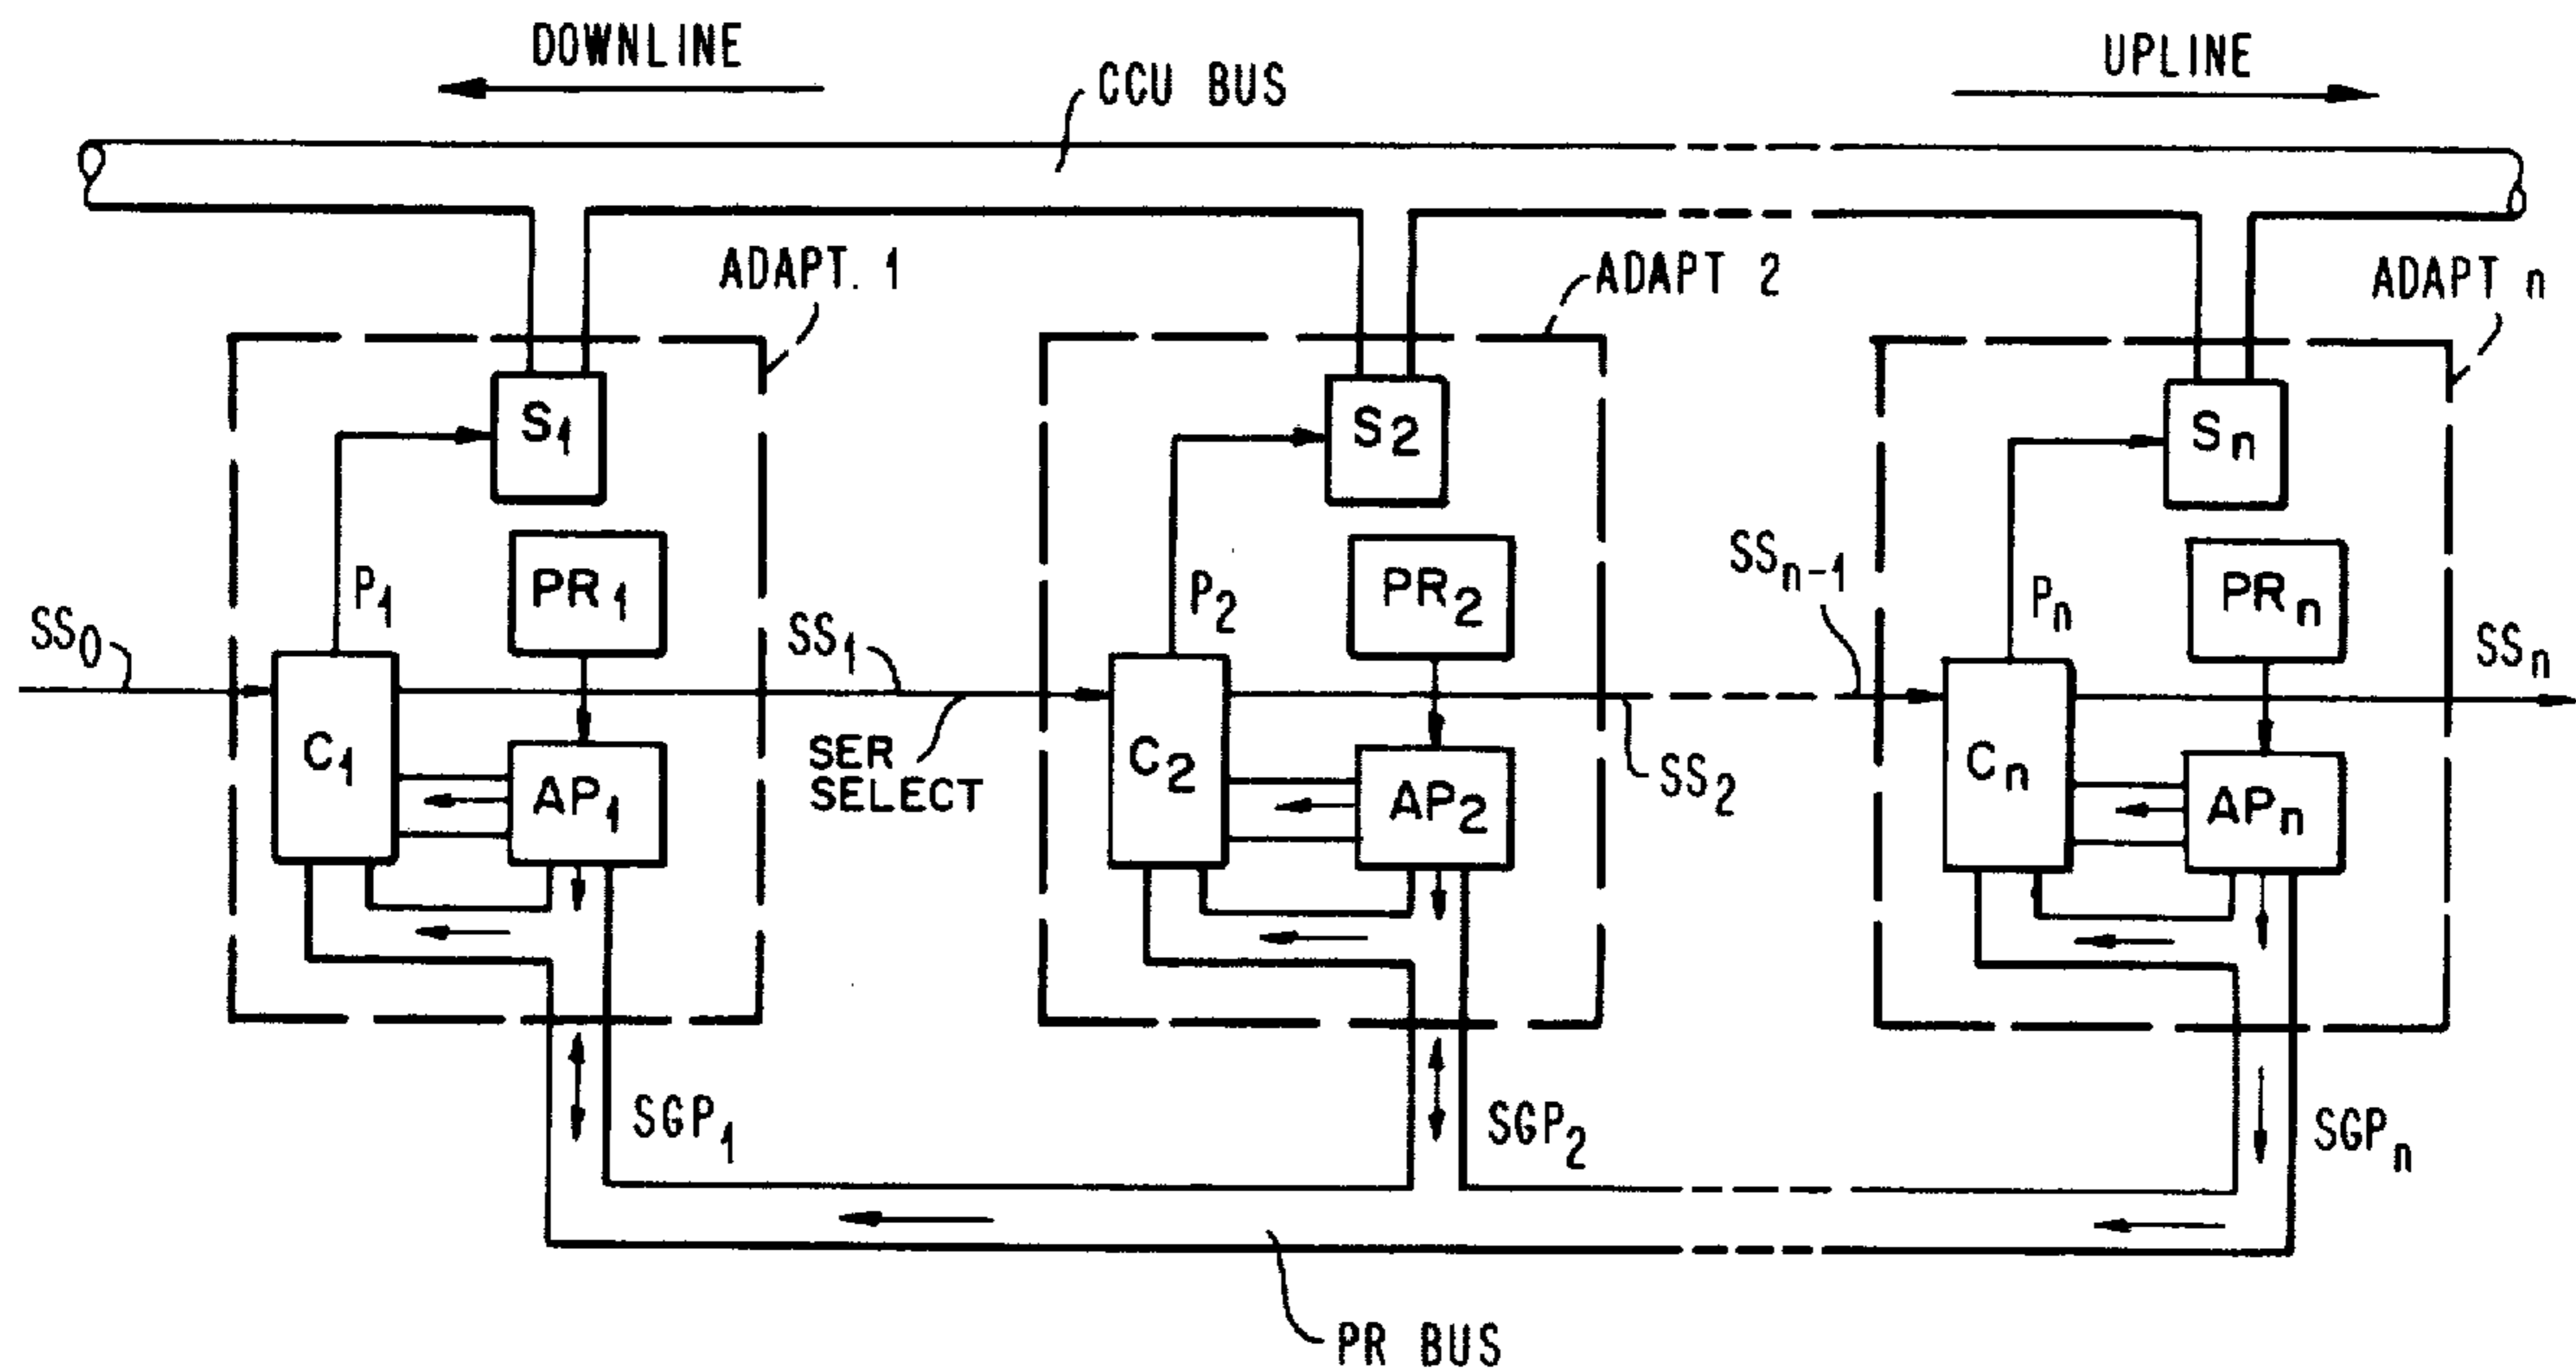 DOWNLINE
UPLINE
CCU BUS
ADAPT. 1
ADAPT 2
ADAPT n
S1
S2
Sn
PR1
PR2
PRn
P1
P2
Pn
SS0
SS1
SSn-1
SSn
SER
SELECT
SS2
C1
AP1
C2
AP2
Cn
APn
SGP1
SGP2
SGPn
PR BUS